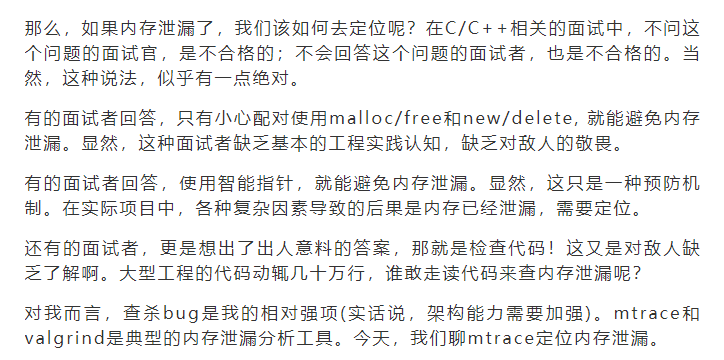 那么，如果内存泄漏了，我们该如何去定位呢？在C/C++相关的面试中，不问这
个问题的面试官，是不合格的；不会回答这个问题的面试者，也是不合格的。当
然，这种说法，似乎有一点绝对。
有的面试者回答，只有小心配对使用malloc/free和new/delete, 就能避免内存
泄漏。显然，这种面试者缺乏基本的工程实践认知，缺乏对敌人的敬畏。
有的面试者回答，使用智能指针，就能避免内存泄漏。显然，这只是一种预防机
制。在实际项目中，各种复杂因素导致的后果是内存已经泄漏，需要定位。
还有的面试者，更是想出了出人意料的答案，那就是检查代码！这又是对敌人缺
乏了解啊。大型工程的代码动辄几十万行，谁敢走读代码来查内存泄漏呢？
对我而言，查杀bug是我的相对强项(实话说，架构能力需要加强)。mtrace和
valgrind是典型的内存泄漏分析工具。今天，我们聊mtrace定位内存泄漏。